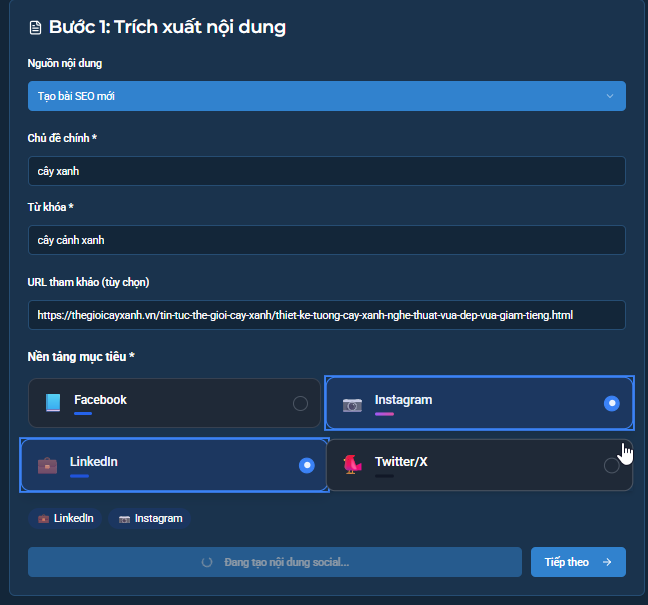 Bước 1: Trích xuất nội dung
Nguồn nội dung
Tạo bài SEO mới
Chủ đề chính *
cây xanh
Từ khóa *
cây cảnh xanh
URL tham khảo (tùy chọn)
https://thegioicayxanh.vn/tin-tuc-the-gioi-cay-xanh/thiet-ke-tuong-cay-xanh-nghe-thuat-vua-dep-vua-giam-tieng.html
Nền tảng mục tiêu *
Facebook
Instagram
LinkedIn
Twitter/X
LinkedIn
Instagram
Đang tạo nội dung social...
Tiếp theo